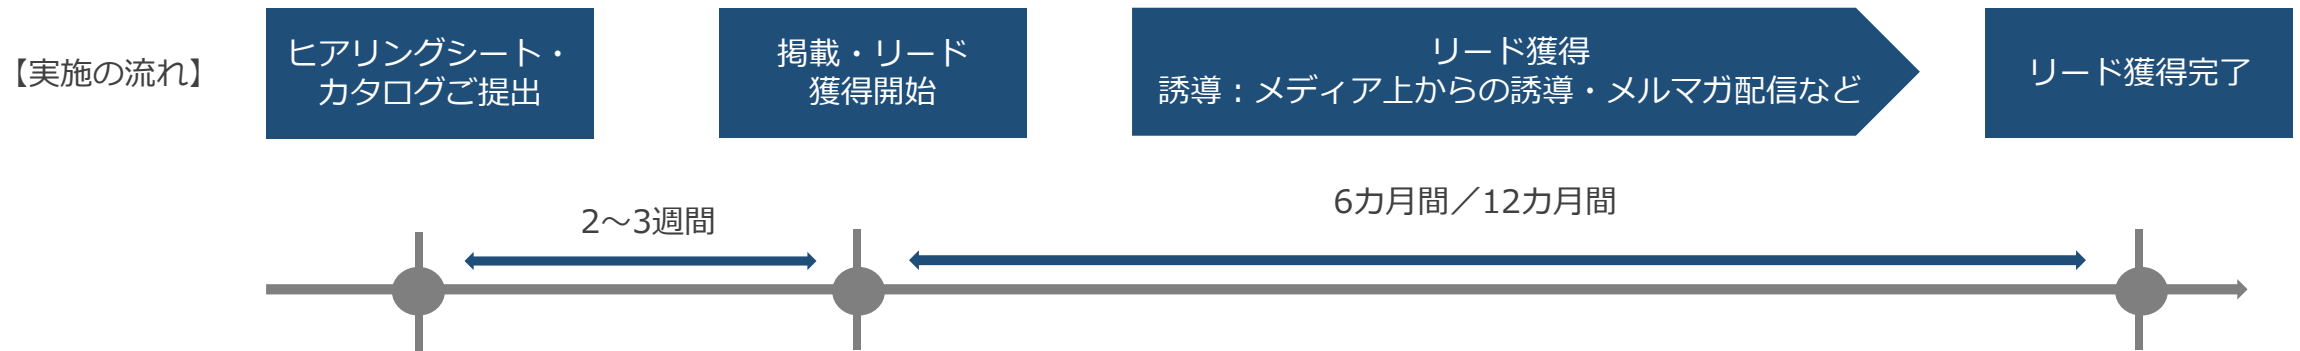 【実施の流れ】
ヒアリングシート・
カタログご提出
掲載・リード
獲得開始
リード獲得
誘導：メディア上からの誘導・メルマガ配信など
リード獲得完了
2～3週間
6カ月間／12カ月間